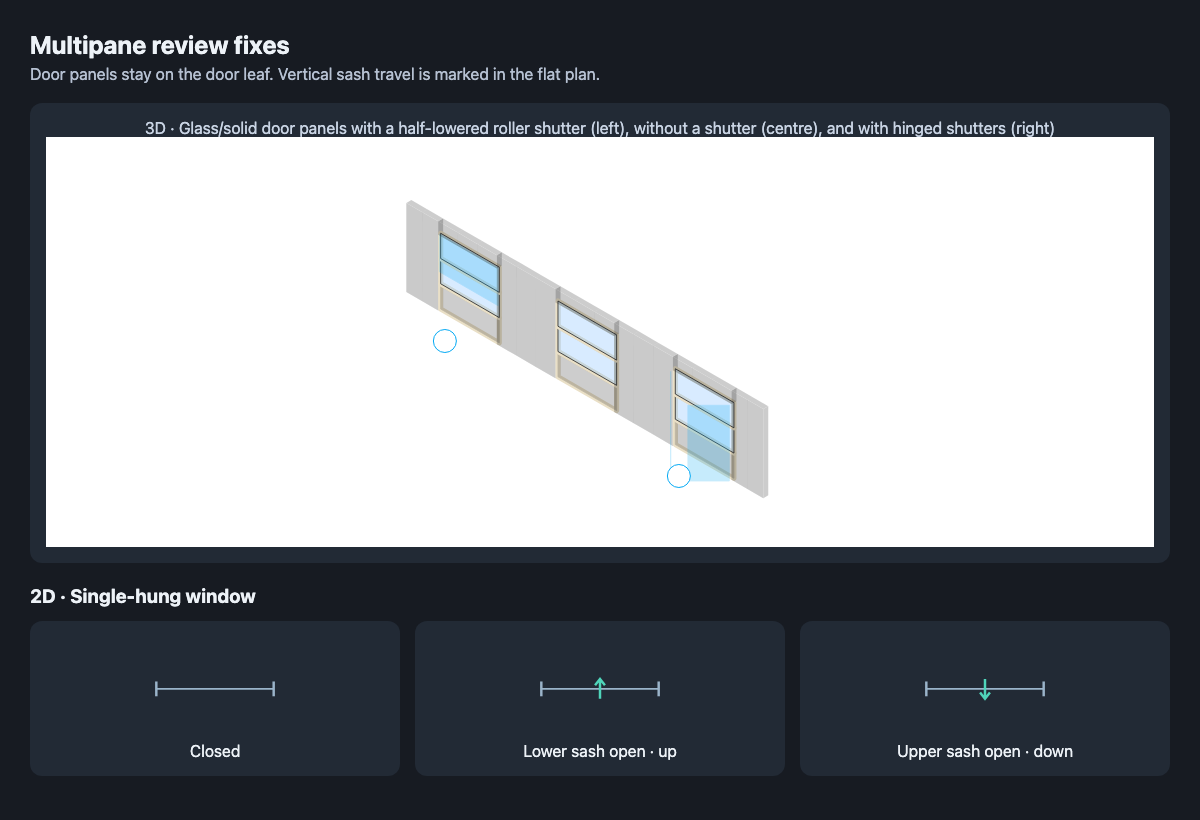 Multipane review fixes
Door panels stay on the door leaf. Vertical sash travel is marked in the flat plan.
3D · Glass/solid door panels with a half-lowered roller shutter (left), without a shutter (centre), and with hinged shutters (right)
2D · Single-hung window
Closed
Lower sash open · up
Upper sash open · down